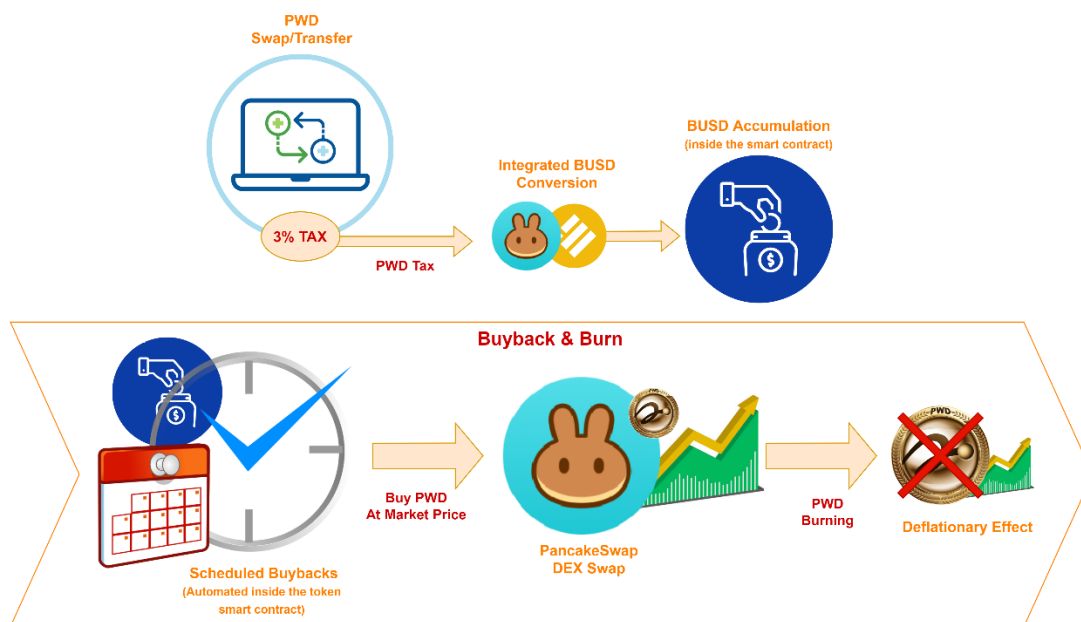 PWD
Swap/Transfer
BUSD Accumulation
(inside the smart contract)
Integrated BUSD
Conversion
3% TAX
PWD Tax
$
Buyback & Burn
$
PWD
PWD
Buy PWD
At Market Price
PWD
Burning
Deflationary Effect
PancakeSwap
DEX Swap
Scheduled Buybacks
(Automated inside the token
smart contract)